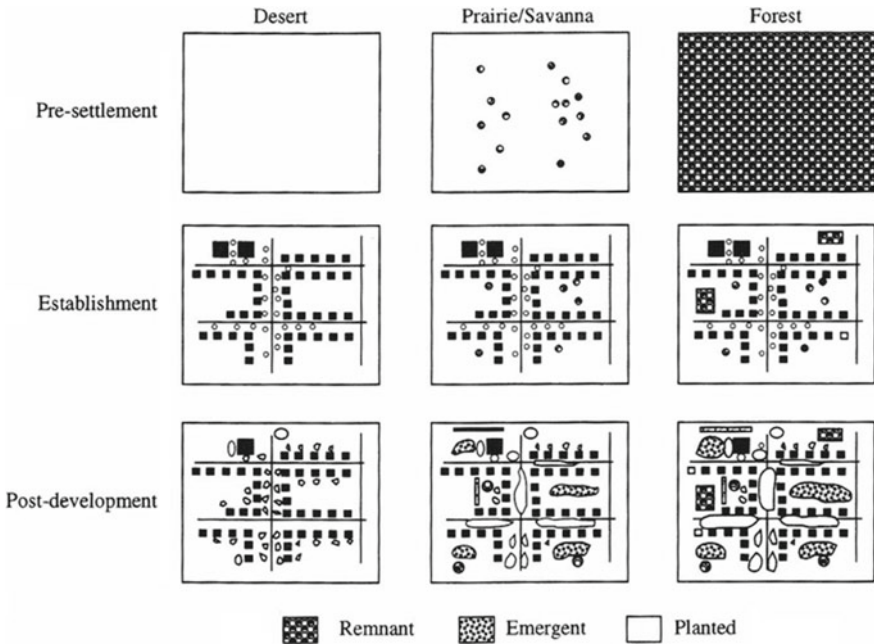 Desert Prairie/Savanna Forest
Pre-settlement
Establishment
Post-development
Remnant Emergent Planted